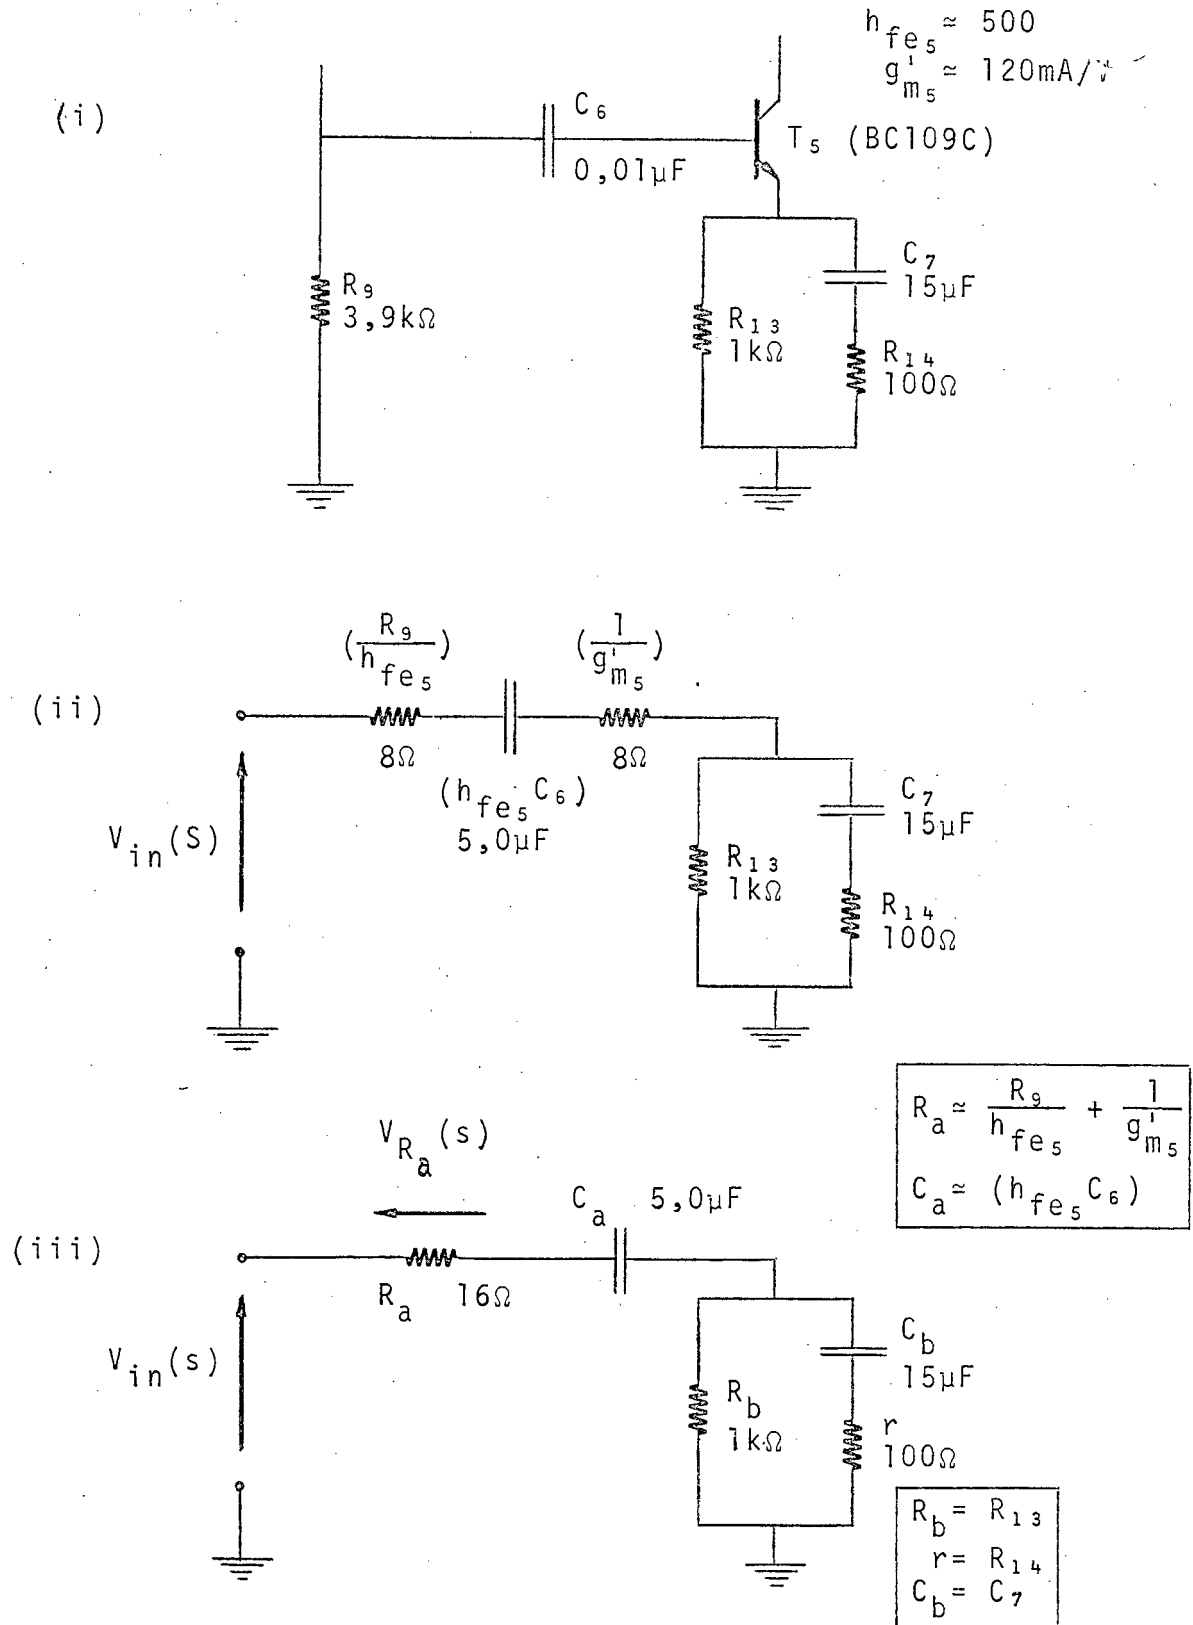 h_fe5 ≃ 500
g'_m5 ≃ 120mA/
(i)
C6
0,01µF
T5 (BC109C)
R9
3,9kΩ
C7
15µF
R13
1kΩ
R14
100Ω
(ii)
(R9/h_fe5)
(1/g'_m5)
8Ω
8Ω
(h_fe5 C6)
5,0µF
V_in(S)
C7
15µF
R13
1kΩ
R14
100Ω
R_a ≃ R9/h_fe5 + 1/g'_m5
C_a ≃ (h_fe5 C6)
V_Ra(s)
(iii)
C_a 5,0µF
R_a 16Ω
V_in(s)
C_b
15µF
R_b
1kΩ
r
100Ω
R_b = R13
r = R14
C_b = C7